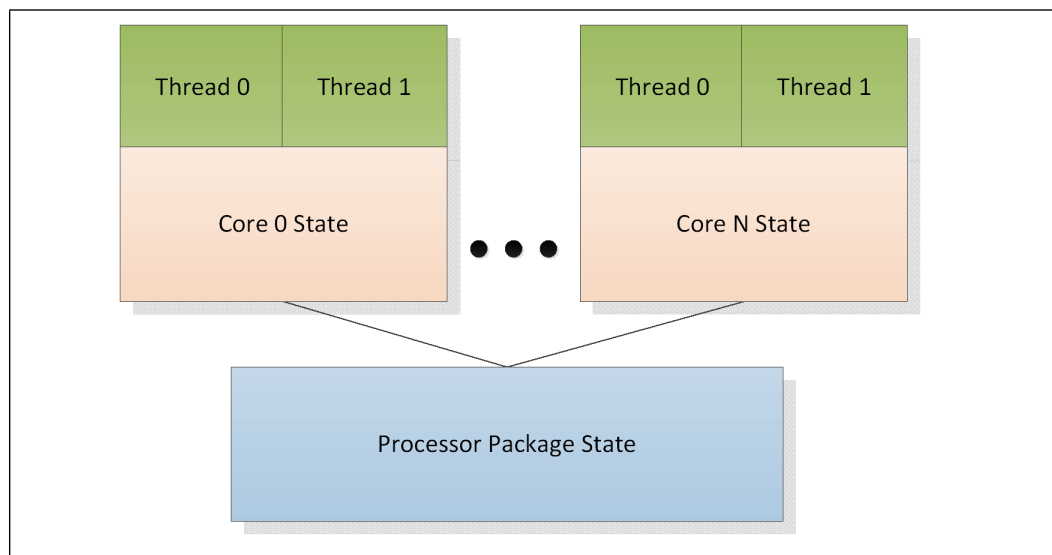 Thread 0
Thread 1
Thread 0
Thread 1
Core 0 State
Core N State
Processor Package State